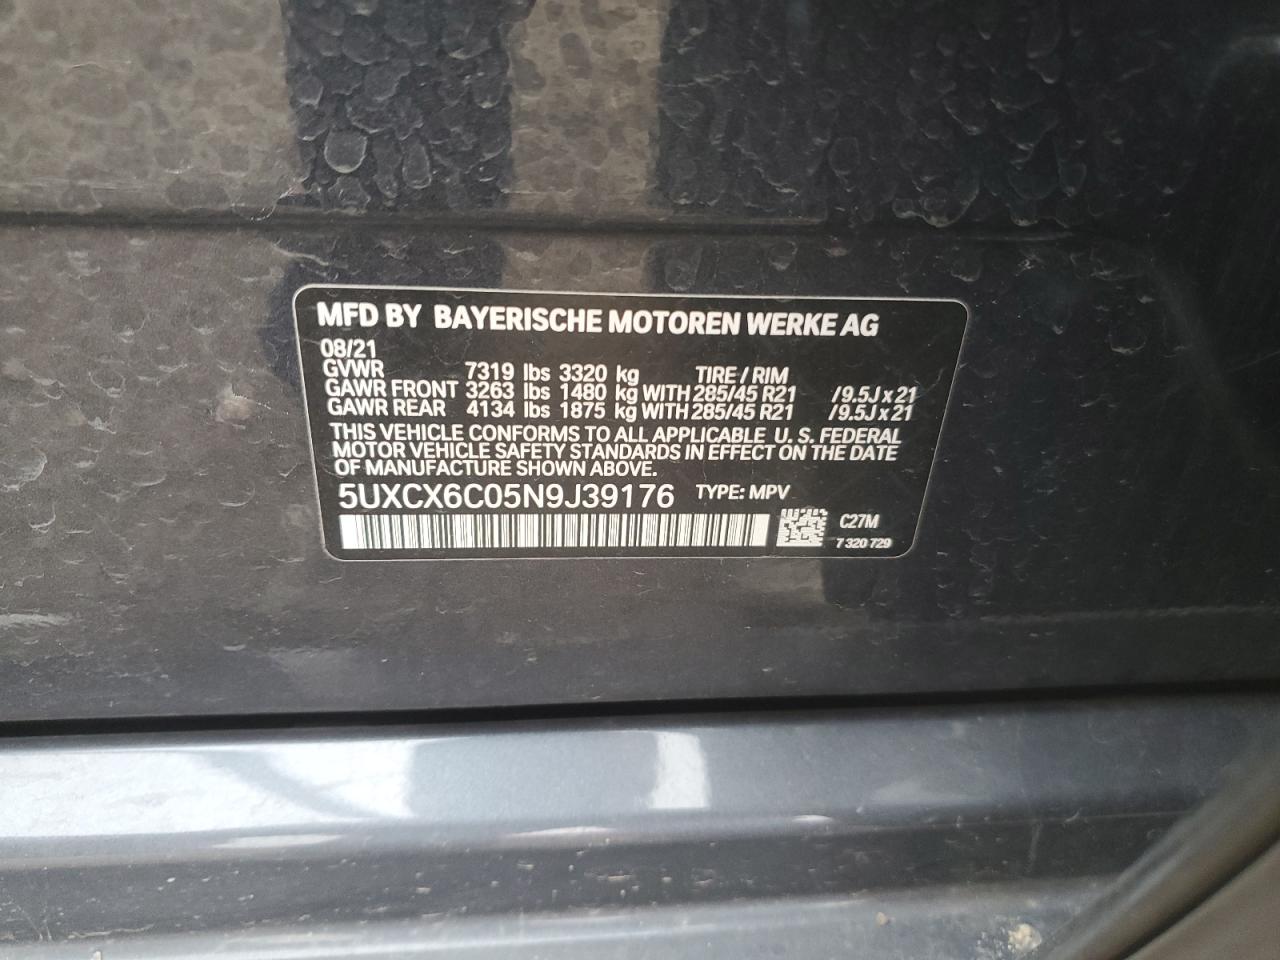 MFD BY BAYERISCHE MOTOREN WERKE AG
08/21
GVWR 7319 lbs 3320 kg TIRE / RIM
GAWR FRONT 3263 lbs 1480 kg WITH 285/45 R21 /9.5J x 21
GAWR REAR 4134 lbs 1875 kg WITH 285/45 R21 /9.5J x 21
THIS VEHICLE CONFORMS TO ALL APPLICABLE U. S. FEDERAL
MOTOR VEHICLE SAFETY STANDARDS IN EFFECT ON THE DATE
OF MANUFACTURE SHOWN ABOVE.
5UXCX6C05N9J39176 TYPE: MPV
C27M
7 320 729